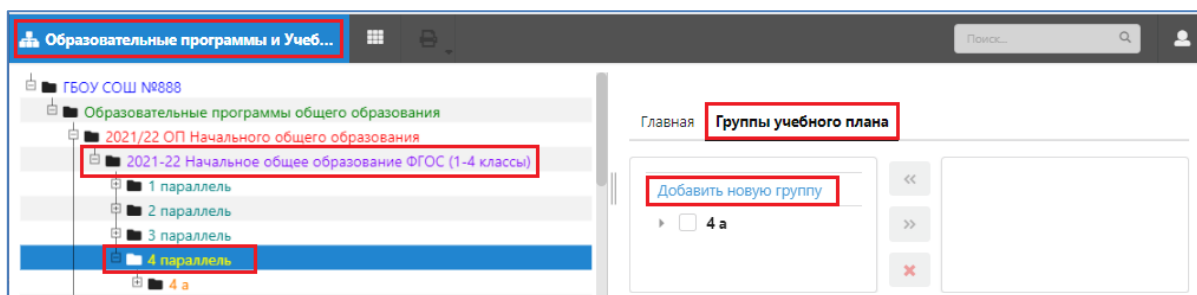 Образовательные программы и Учеб...
Поиск...
ГБОУ СОШ №888
Образовательные программы общего образования
2021/22 ОП Начального общего образования
2021-22 Начальное общее образование ФГОС (1-4 классы)
1 параллель
2 параллель
3 параллель
4 параллель
4 а
Главная Группы учебного плана
Добавить новую группу
4 а